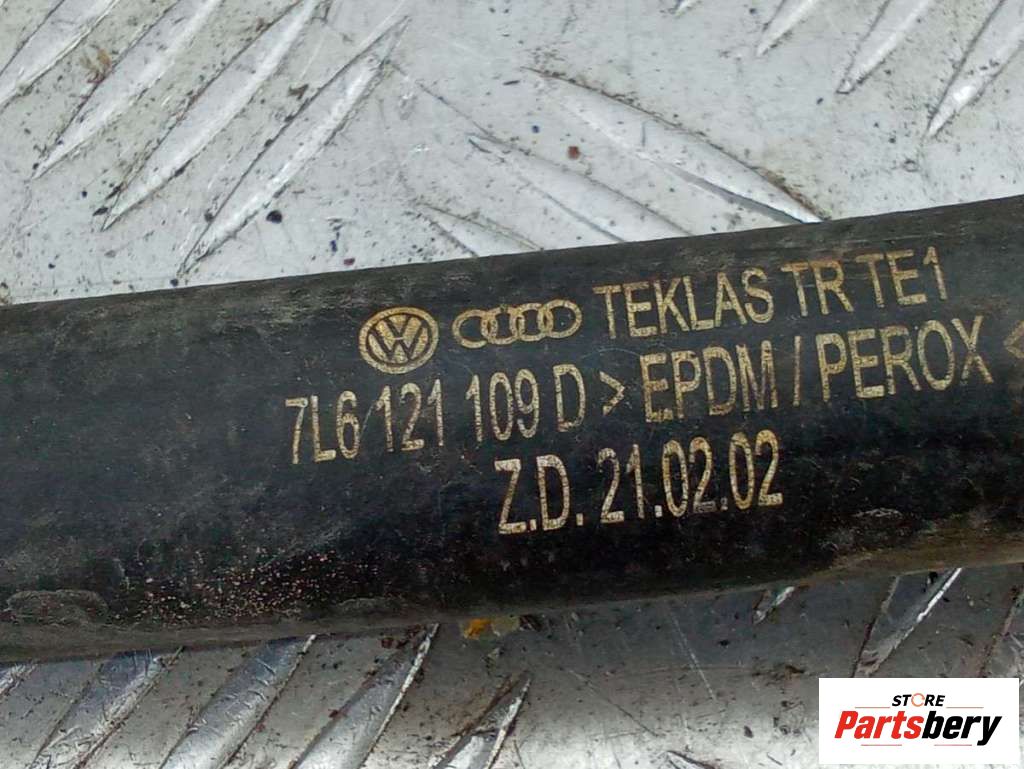 TEKLAS TR TE1
7L6 121 109 D > EPDM / PEROX <
Z.D. 21.02.02
STORE
Partsbery